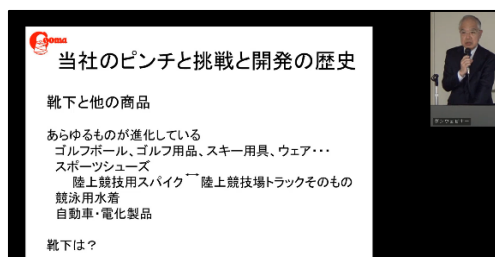 Gooma
当社のピンチと挑戦と開発の歴史
靴下と他の商品
あらゆるものが進化している
ゴルフボール、ゴルフ用品、スキー用具、ウェア・・・
スポーツシューズ
陸上競技用スパイク ↔ 陸上競技場トラックそのもの
競泳用水着
自動車・電化製品
靴下は？